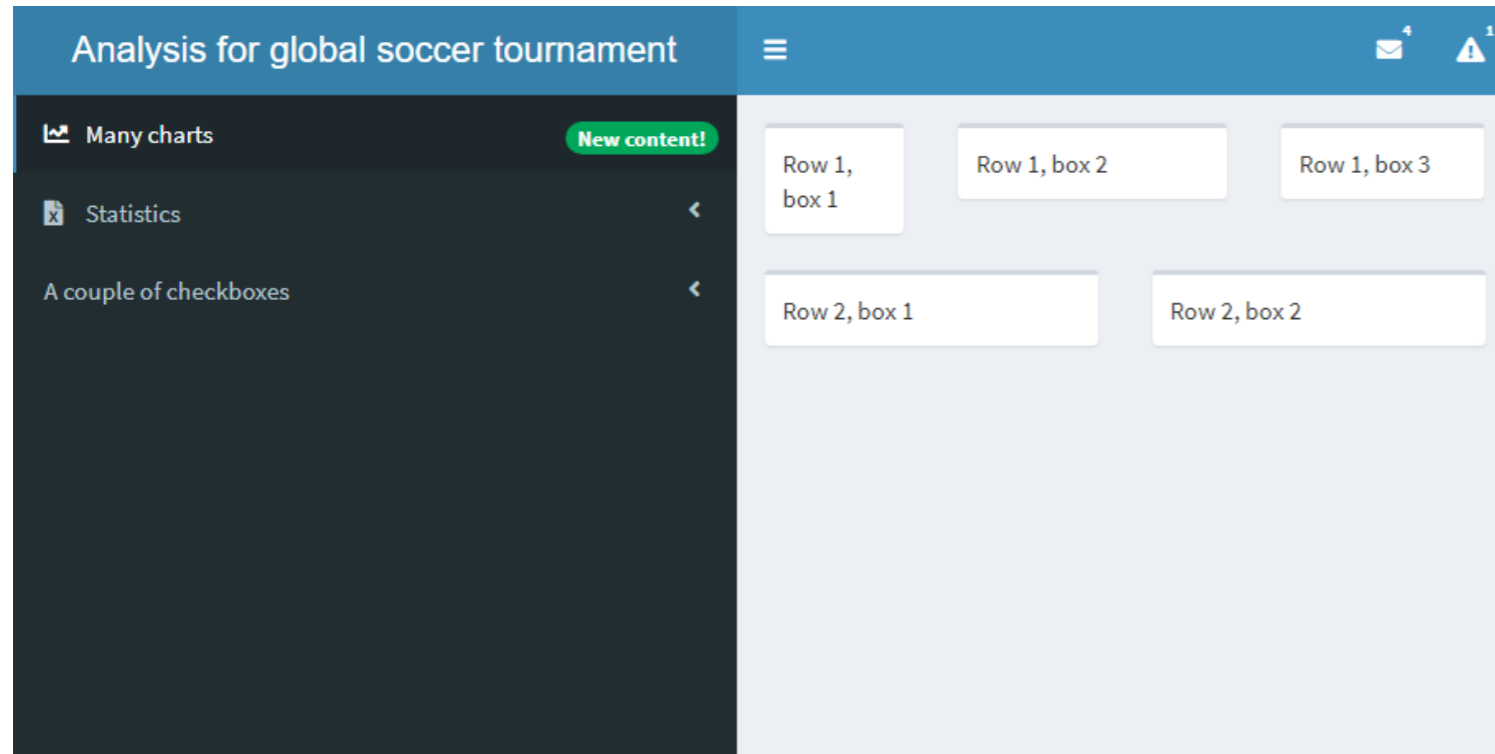 Analysis for global soccer tournament
4
1
Many charts
New content!
Statistics
A couple of checkboxes
Row 1,
box 1
Row 1, box 2
Row 1, box 3
Row 2, box 1
Row 2, box 2